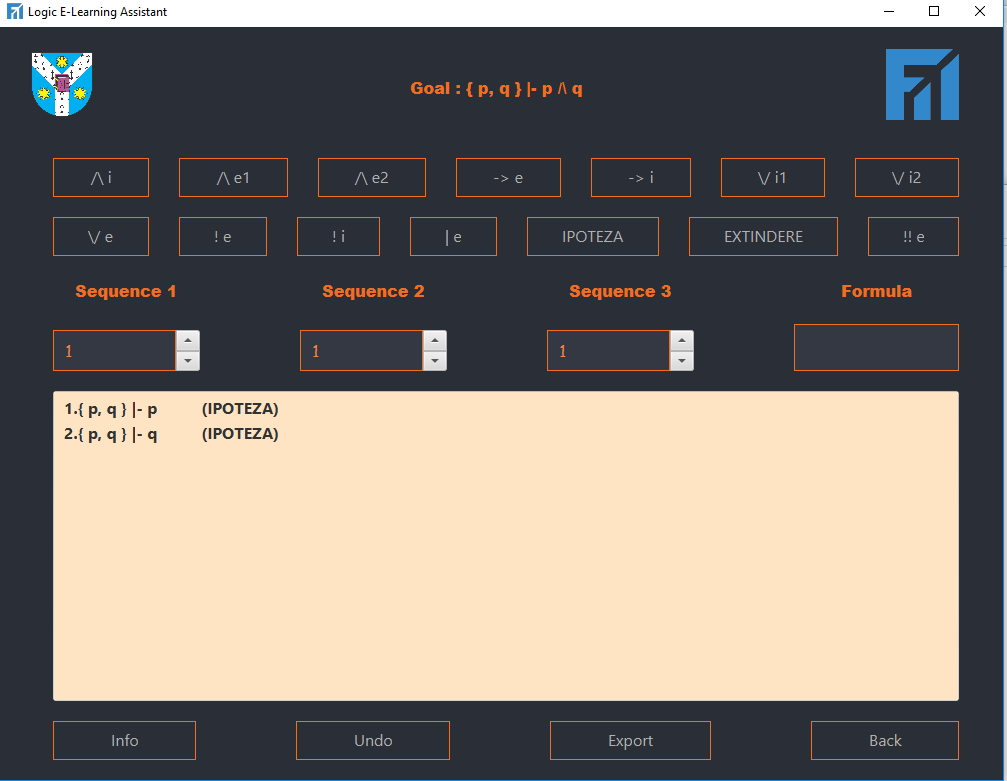 Logic E-Learning Assistant
Goal : { p, q } |- p /\ q
/\ i /\ e1 /\ e2 -> e -> i \/ i1 \/ i2
\/ e ! e ! i | e IPOTEZA EXTINDERE !! e
Sequence 1 Sequence 2 Sequence 3 Formula
1 1 1
1.{ p, q } |- p (IPOTEZA)
2.{ p, q } |- q (IPOTEZA)
Info Undo Export Back